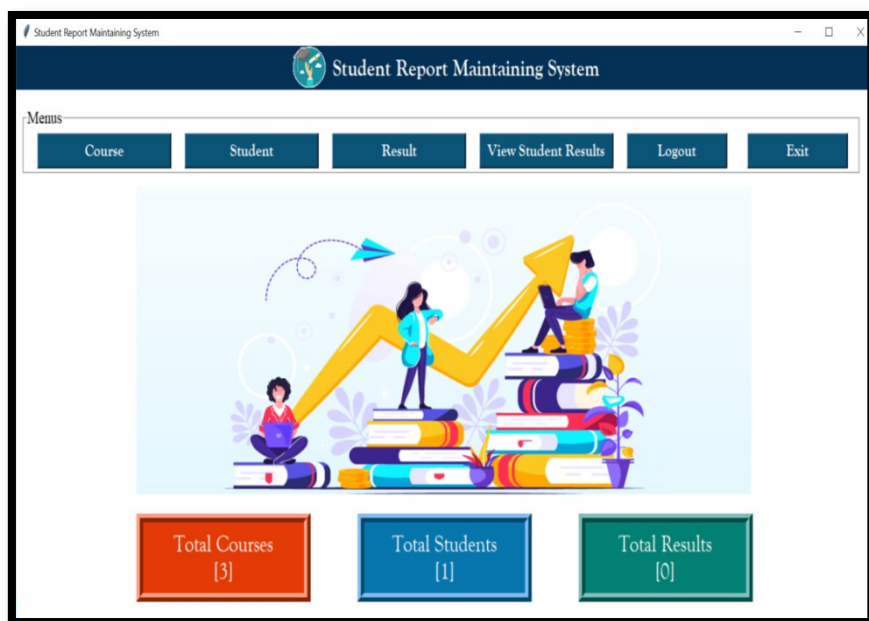 Student Report Maintaining System
Student Report Maintaining System
Menus
Course Student Result View Student Results Logout Exit
Total Courses
[3]
Total Students
[1]
Total Results
[0]